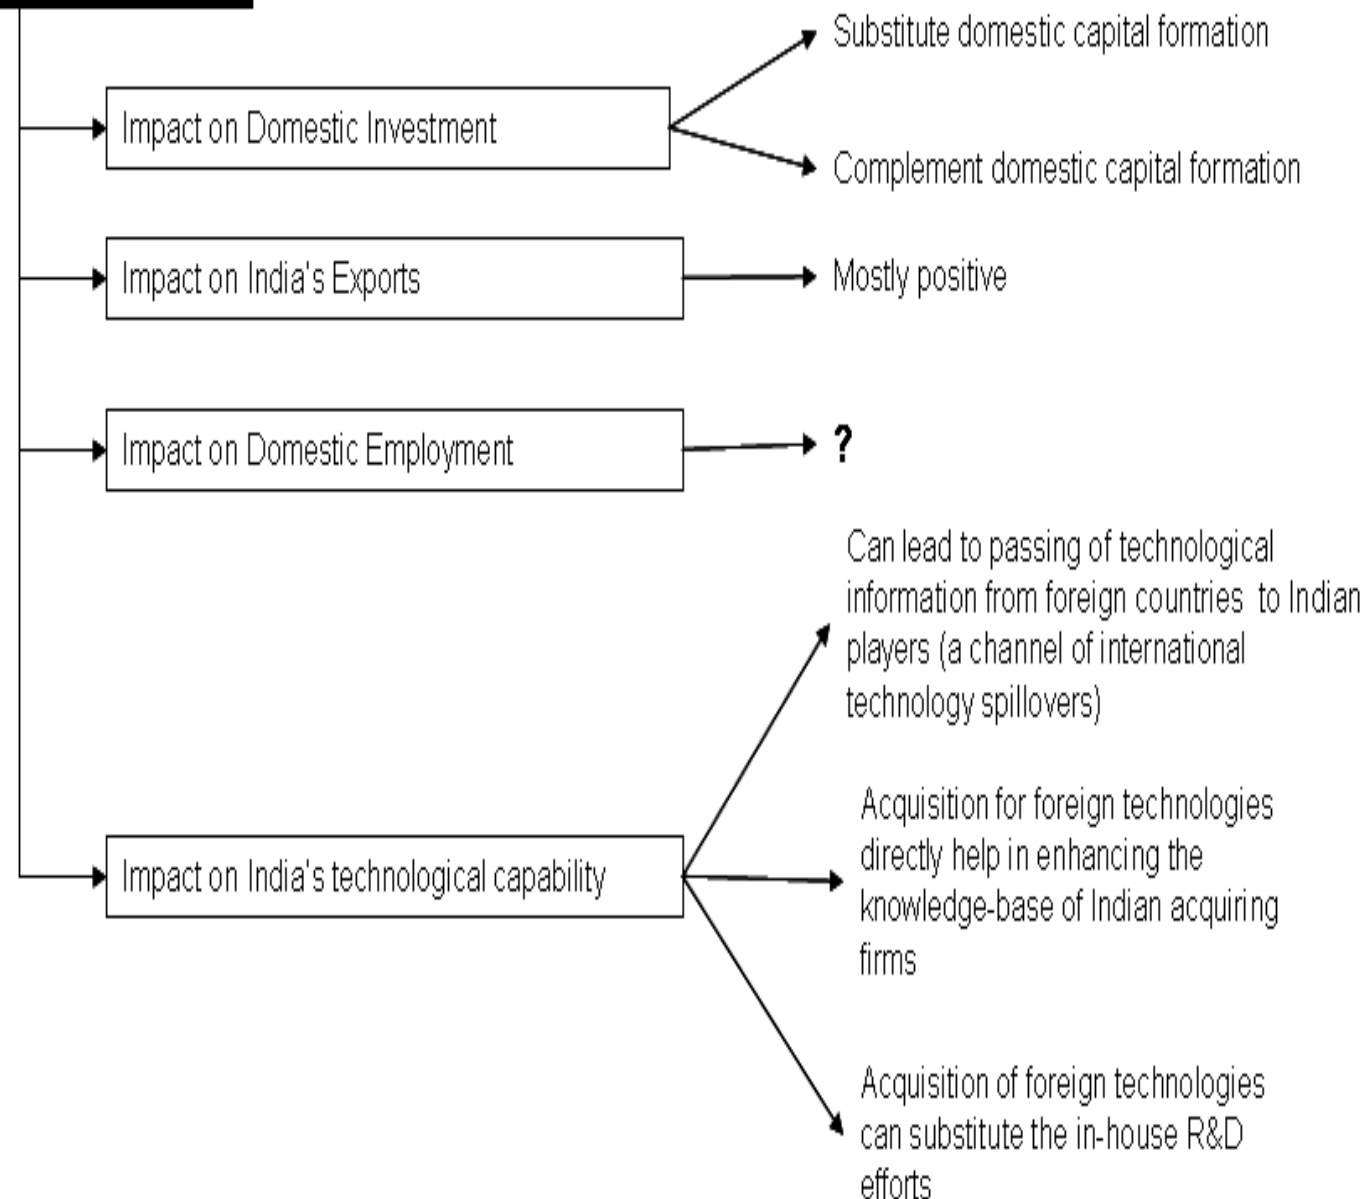 Substitute domestic capital formation
Impact on Domestic Investment
Complement domestic capital formation
Impact on India's Exports
Mostly positive
Impact on Domestic Employment
?
Can lead to passing of technological
information from foreign countries to Indian
players (a channel of international
technology spillovers)
Impact on India's technological capability
Acquisition for foreign technologies
directly help in enhancing the
knowledge-base of Indian acquiring
firms
Acquisition of foreign technologies
can substitute the in-house R&D
efforts